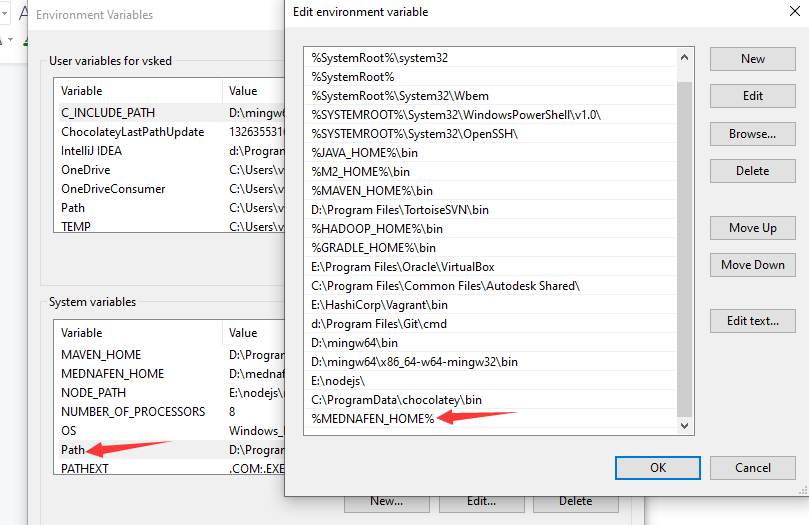 Environment Variables
User variables for vsked
Variable Value
C_INCLUDE_PATH D:\mingw6
ChocolateyLastPathUpdate 1326355310
IntelliJ IDEA d:\Program
OneDrive C:\Users\v
OneDriveConsumer C:\Users\v
Path C:\Users\v
TEMP C:\Users\v
System variables
Variable Value
MAVEN_HOME D:\Program
MEDNAFEN_HOME D:\mednaf
NODE_PATH E:\nodejs\n
NUMBER_OF_PROCESSORS 8
OS Windows_
Path D:\Program
PATHEXT .COM;.EXE
New... Edit... Delete
Edit environment variable
%SystemRoot%\system32
%SystemRoot%
%SystemRoot%\System32\Wbem
%SYSTEMROOT%\System32\WindowsPowerShell\v1.0\
%SYSTEMROOT%\System32\OpenSSH\
%JAVA_HOME%\bin
%M2_HOME%\bin
%MAVEN_HOME%\bin
D:\Program Files\TortoiseSVN\bin
%HADOOP_HOME%\bin
%GRADLE_HOME%\bin
E:\Program Files\Oracle\VirtualBox
C:\Program Files\Common Files\Autodesk Shared\
E:\HashiCorp\Vagrant\bin
d:\Program Files\Git\cmd
D:\mingw64\bin
D:\mingw64\x86_64-w64-mingw32\bin
E:\nodejs\
C:\ProgramData\chocolatey\bin
%MEDNAFEN_HOME%
New
Edit
Browse...
Delete
Move Up
Move Down
Edit text...
OK Cancel